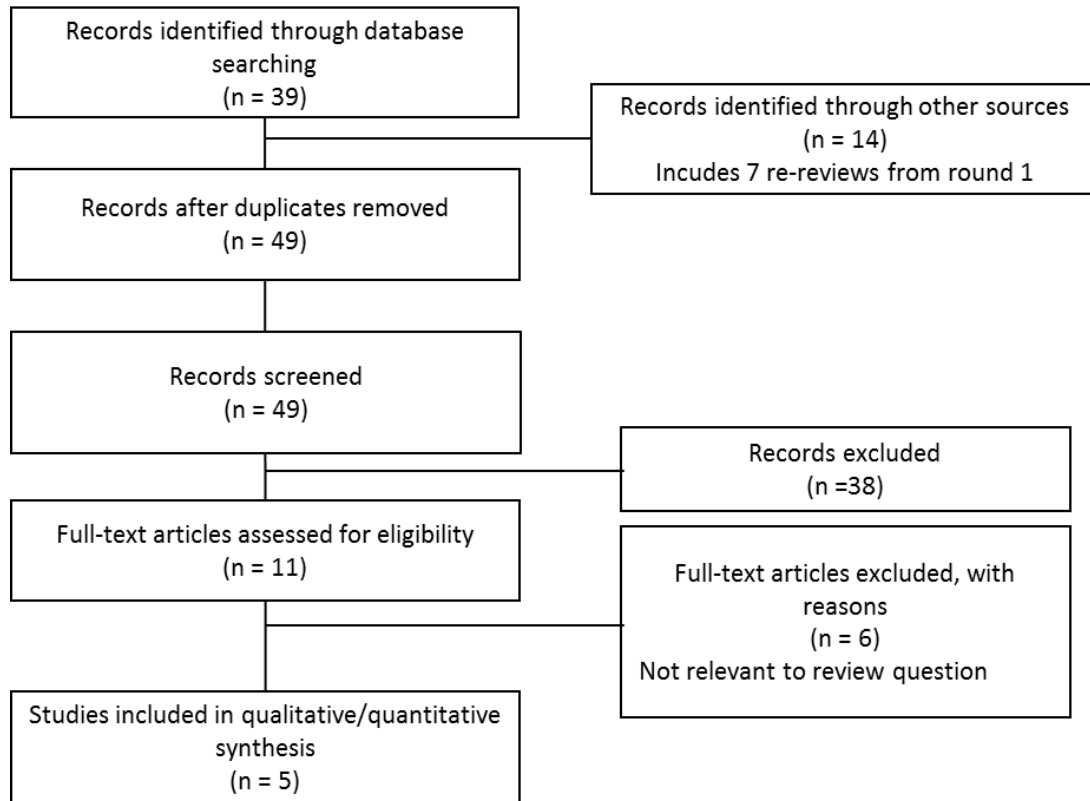 Records identified through database
searching
(n = 39)
Records identified through other sources
(n = 14)
Incudes 7 re-reviews from round 1
Records after duplicates removed
(n = 49)
Records screened
(n = 49)
Records excluded
(n =38)
Full-text articles assessed for eligibility
(n = 11)
Full-text articles excluded, with
reasons
(n = 6)
Not relevant to review question
Studies included in qualitative/quantitative
synthesis
(n = 5)